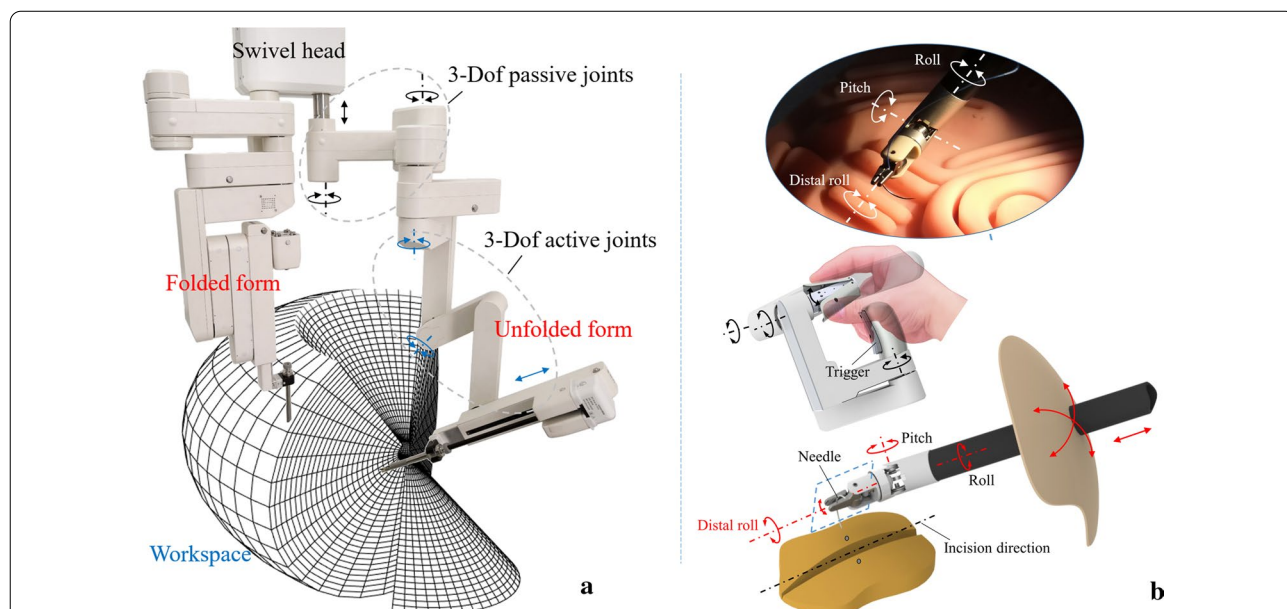 Swivel head
3-Dof passive joints
3-Dof active joints
Folded form
Unfolded form
Workspace
a
Roll
Pitch
Distal roll
Trigger
Pitch
Needle
Roll
Distal roll
Incision direction
b